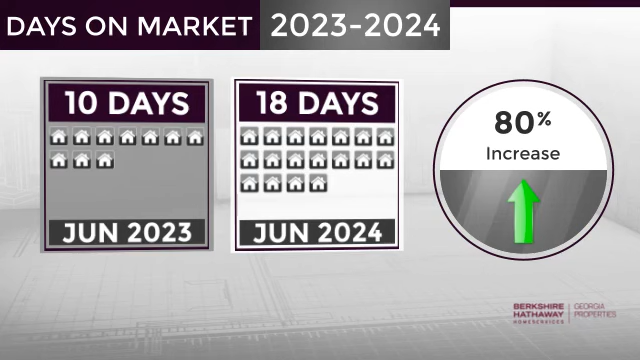 DAYS ON MARKET 2023-2024
10 DAYS
JUN 2023
18 DAYS
JUN 2024
80%
Increase
BERKSHIRE
HATHAWAY
HOMESERVICES
GEORGIA
PROPERTIES